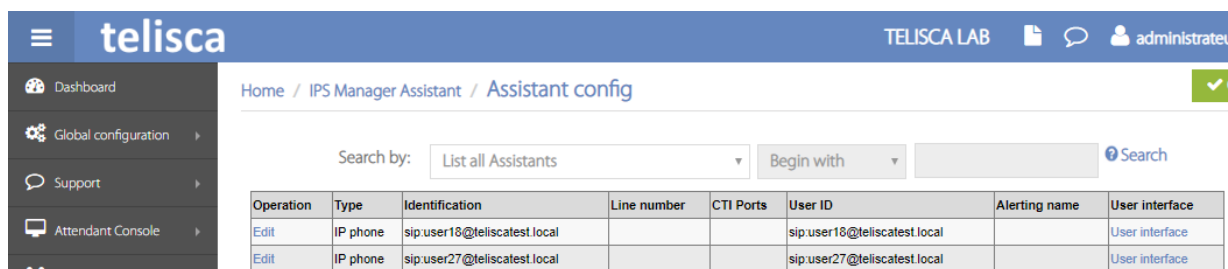 telisca
TELISCA LAB
administrateu
Dashboard
Home / IPS Manager Assistant / Assistant config
Global configuration
Search by: List all Assistants Begin with Search
Support
Operation Type Identification Line number CTI Ports User ID Alerting name User interface
Attendant Console
Edit IP phone sip:user18@teliscatest.local sip:user18@teliscatest.local User interface
Edit IP phone sip:user27@teliscatest.local sip:user27@teliscatest.local User interface